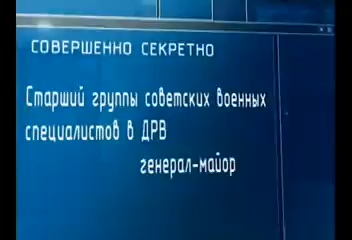 СОВЕРШЕННО СЕКРЕТНО
Старший группы советских военных
специалистов в ДРВ
генерал-майор